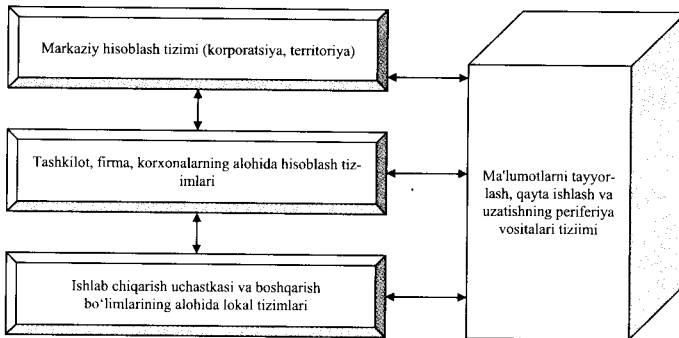 Markaziy hisoblash tizimi (korporatsiya, territoriya)
Tashkilot, firma, korxonalarning alohida hisoblash tiz-
imlari
Ishlab chiqarish uchastkasi va boshqarish
bo‘limlarining alohida lokal tizimlari
Ma'lumotlarni tayyor-
lash, qayta ishlash va
uzatishning periferiya
vositalari tiziimi